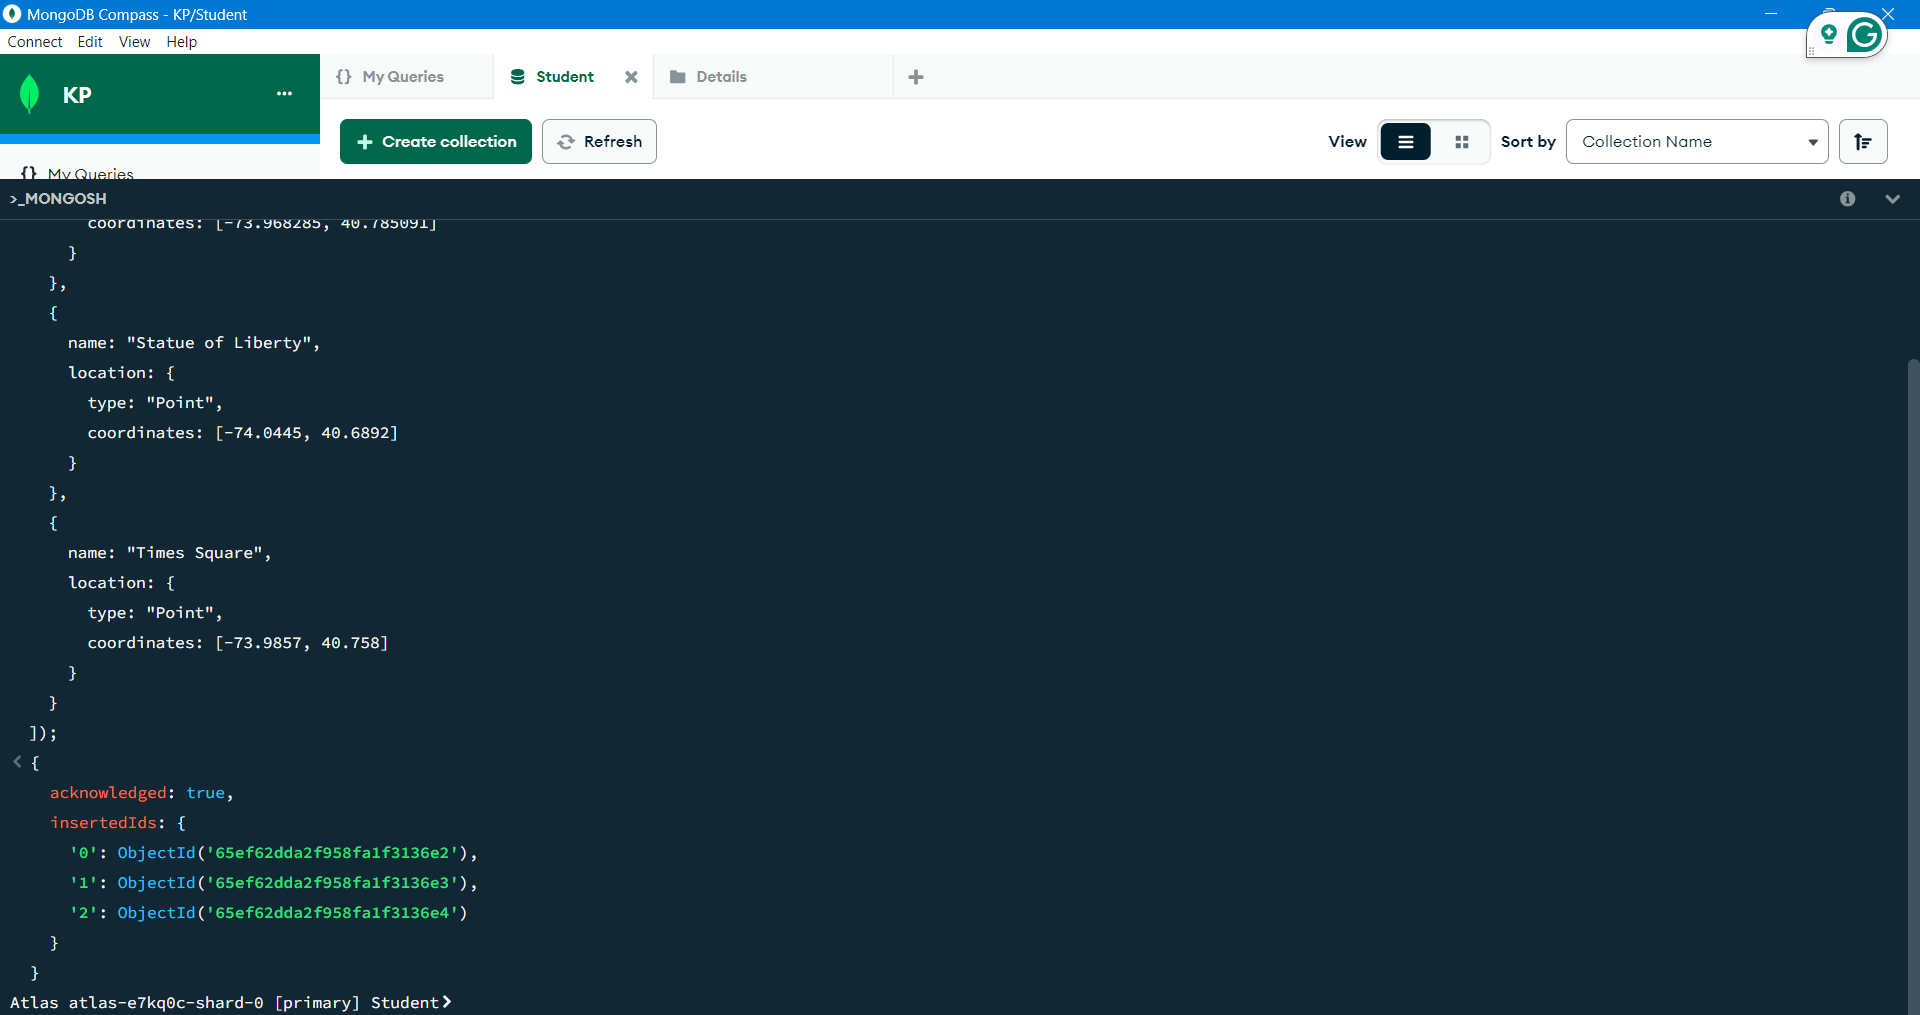 MongoDB Compass - KP/Student
Connect Edit View Help
KP ...
{} My Queries
Student
Details
Create collection
Refresh
View
Sort by
Collection Name
{} My Queries
>_MONGOSH
coordinates: [-73.968285, 40.785091]
}
},
{
name: "Statue of Liberty",
location: {
type: "Point",
coordinates: [-74.0445, 40.6892]
}
},
{
name: "Times Square",
location: {
type: "Point",
coordinates: [-73.9857, 40.758]
}
}
]);
< {
acknowledged: true,
insertedIds: {
'0': ObjectId('65ef62dda2f958fa1f3136e2'),
'1': ObjectId('65ef62dda2f958fa1f3136e3'),
'2': ObjectId('65ef62dda2f958fa1f3136e4')
}
}
Atlas atlas-e7kq0c-shard-0 [primary] Student>